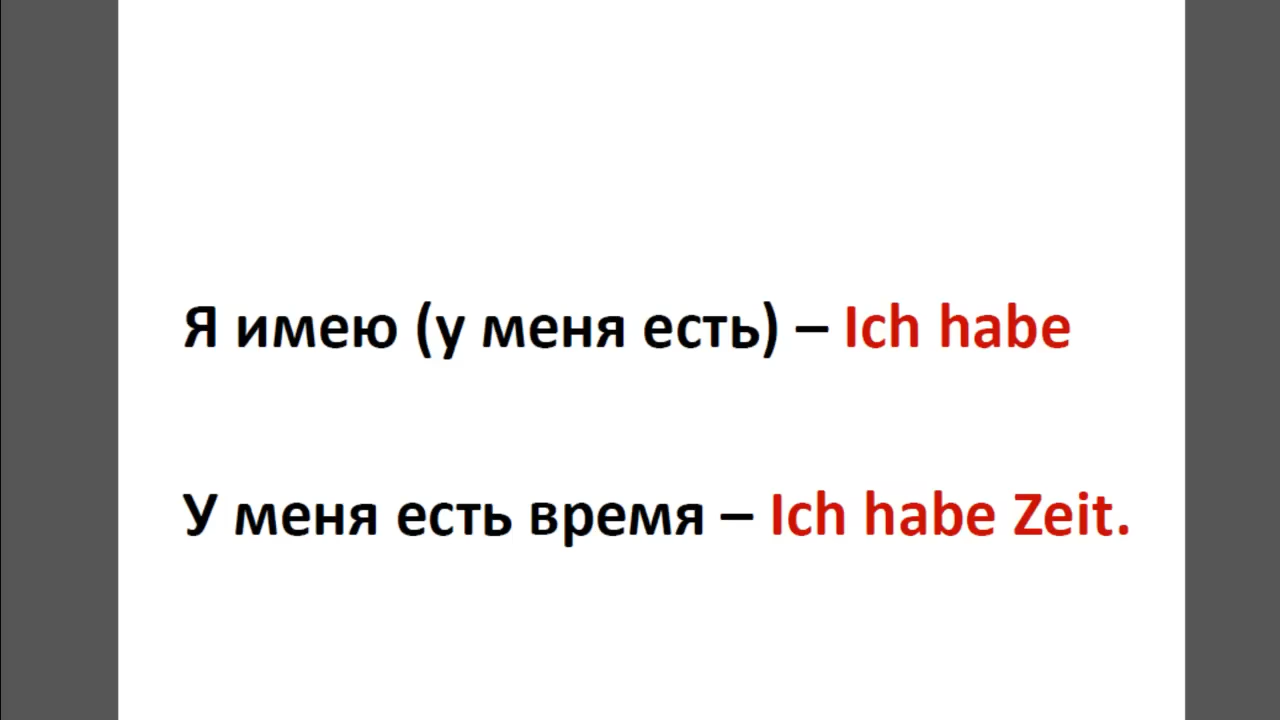 Я имею (у меня есть) – Ich habe
У меня есть время – Ich habe Zeit.